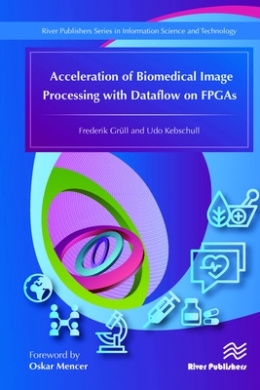 River Publishers Series in Information Science and Technology
Acceleration of Biomedical Image
Processing with Dataflow on FPGAs
Frederik Grüll and Udo Kebschull
Foreword by
Oskar Mencer
River Publishers